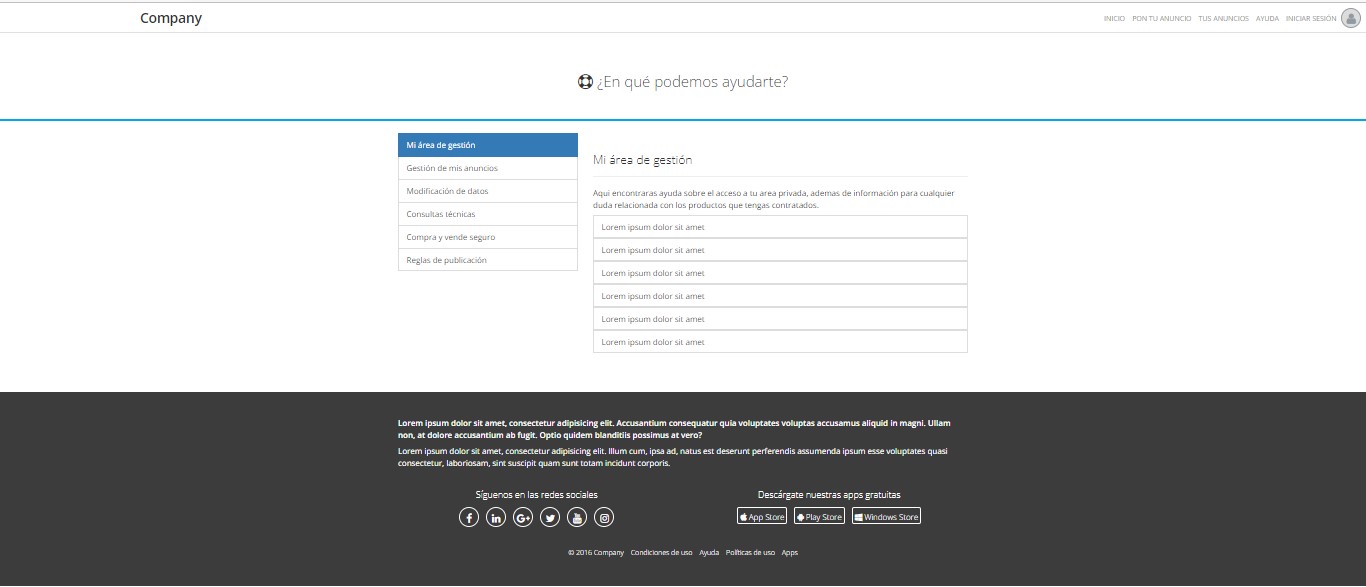 Company
INICIO PON TU ANUNCIO TUS ANUNCIOS AYUDA INICIAR SESIÓN
¿En qué podemos ayudarte?
Mi área de gestión
Gestión de mis anuncios
Modificación de datos
Consultas técnicas
Compra y vende seguro
Reglas de publicación
Mi área de gestión
Aqui encontraras ayuda sobre el acceso a tu area privada, ademas de información para cualquier
duda relacionada con los productos que tengas contratados.
Lorem ipsum dolor sit amet
Lorem ipsum dolor sit amet
Lorem ipsum dolor sit amet
Lorem ipsum dolor sit amet
Lorem ipsum dolor sit amet
Lorem ipsum dolor sit amet
Lorem ipsum dolor sit amet, consectetur adipisicing elit. Accusantium consequatur quia voluptates voluptas accusamus aliquid in magni. Ullam
non, at dolore accusantium ab fugit. Optio quidem blanditiis possimus at vero?
Lorem ipsum dolor sit amet, consectetur adipisicing elit. Illum cum, ipsa ad, natus est deserunt perferendis assumenda ipsum esse voluptates quasi
consectetur, laboriosam, sint suscipit quam sunt totam incidunt corporis.
Síguenos en las redes sociales
Descárgate nuestras apps gratuitas
App Store Play Store Windows Store
© 2016 Company Condiciones de uso Ayuda Políticas de uso Apps